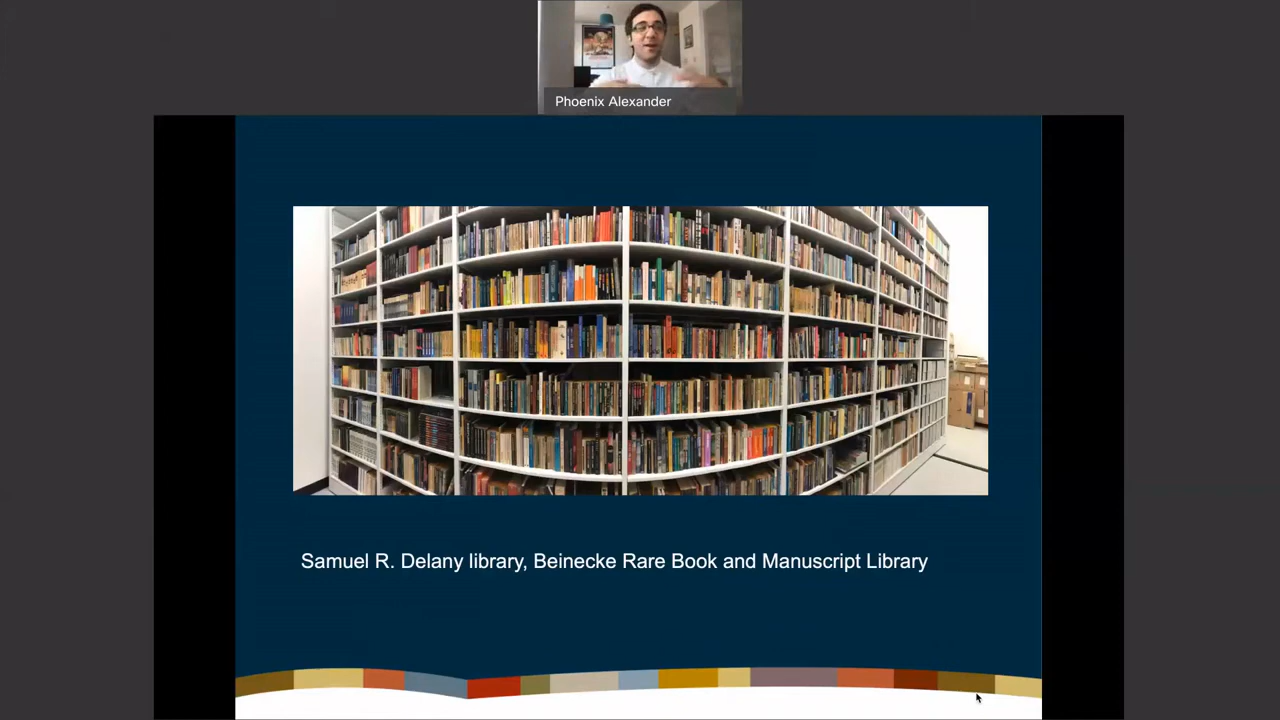 Phoenix Alexander
Samuel R. Delany library, Beinecke Rare Book and Manuscript Library